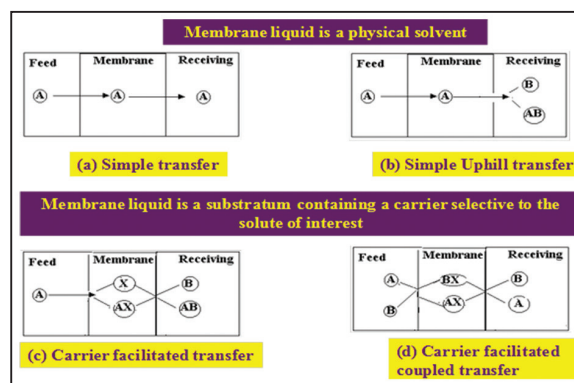 Membrane liquid is a physical solvent
Feed Membrane Receiving
A A A
(a) Simple transfer
Feed Membrane Receiving
A A B
AB
(b) Simple Uphill transfer
Membrane liquid is a substratum containing a carrier selective to the
solute of interest
Feed Membrane Receiving
X B
A
AX AB
(c) Carrier facilitated transfer
Feed Membrane Receiving
A BX B
B AX A
(d) Carrier facilitated
coupled transfer